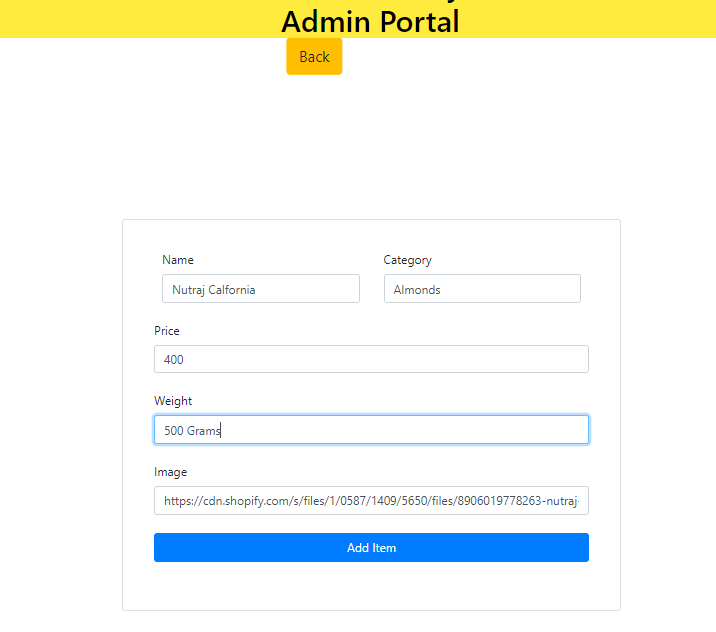 Admin Portal
Back
Name
Category
Nutraj Calfornia
Almonds
Price
400
Weight
500 Grams
Image
https://cdn.shopify.com/s/files/1/0587/1409/5650/files/8906019778263-nutraj-
Add Item